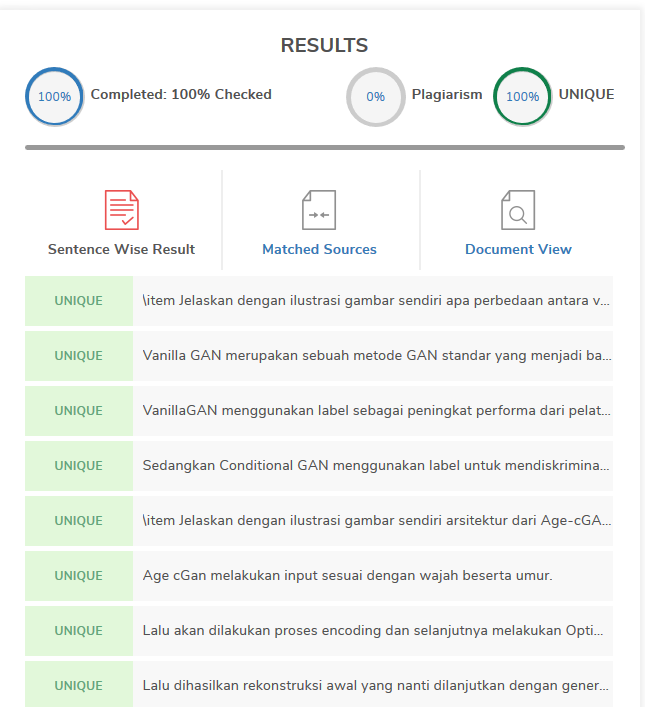 RESULTS
100% Completed: 100% Checked 0% Plagiarism 100% UNIQUE
Sentence Wise Result Matched Sources Document View
UNIQUE \item Jelaskan dengan ilustrasi gambar sendiri apa perbedaan antara v...
UNIQUE Vanilla GAN merupakan sebuah metode GAN standar yang menjadi ba...
UNIQUE VanillaGAN menggunakan label sebagai peningkat performa dari pelat...
UNIQUE Sedangkan Conditional GAN menggunakan label untuk mendiskrimina...
UNIQUE \item Jelaskan dengan ilustrasi gambar sendiri arsitektur dari Age-cGA...
UNIQUE Age cGan melakukan input sesuai dengan wajah beserta umur.
UNIQUE Lalu akan dilakukan proses encoding dan selanjutnya melakukan Opti...
UNIQUE Lalu dihasilkan rekonstruksi awal yang nanti dilanjutkan dengan gener...